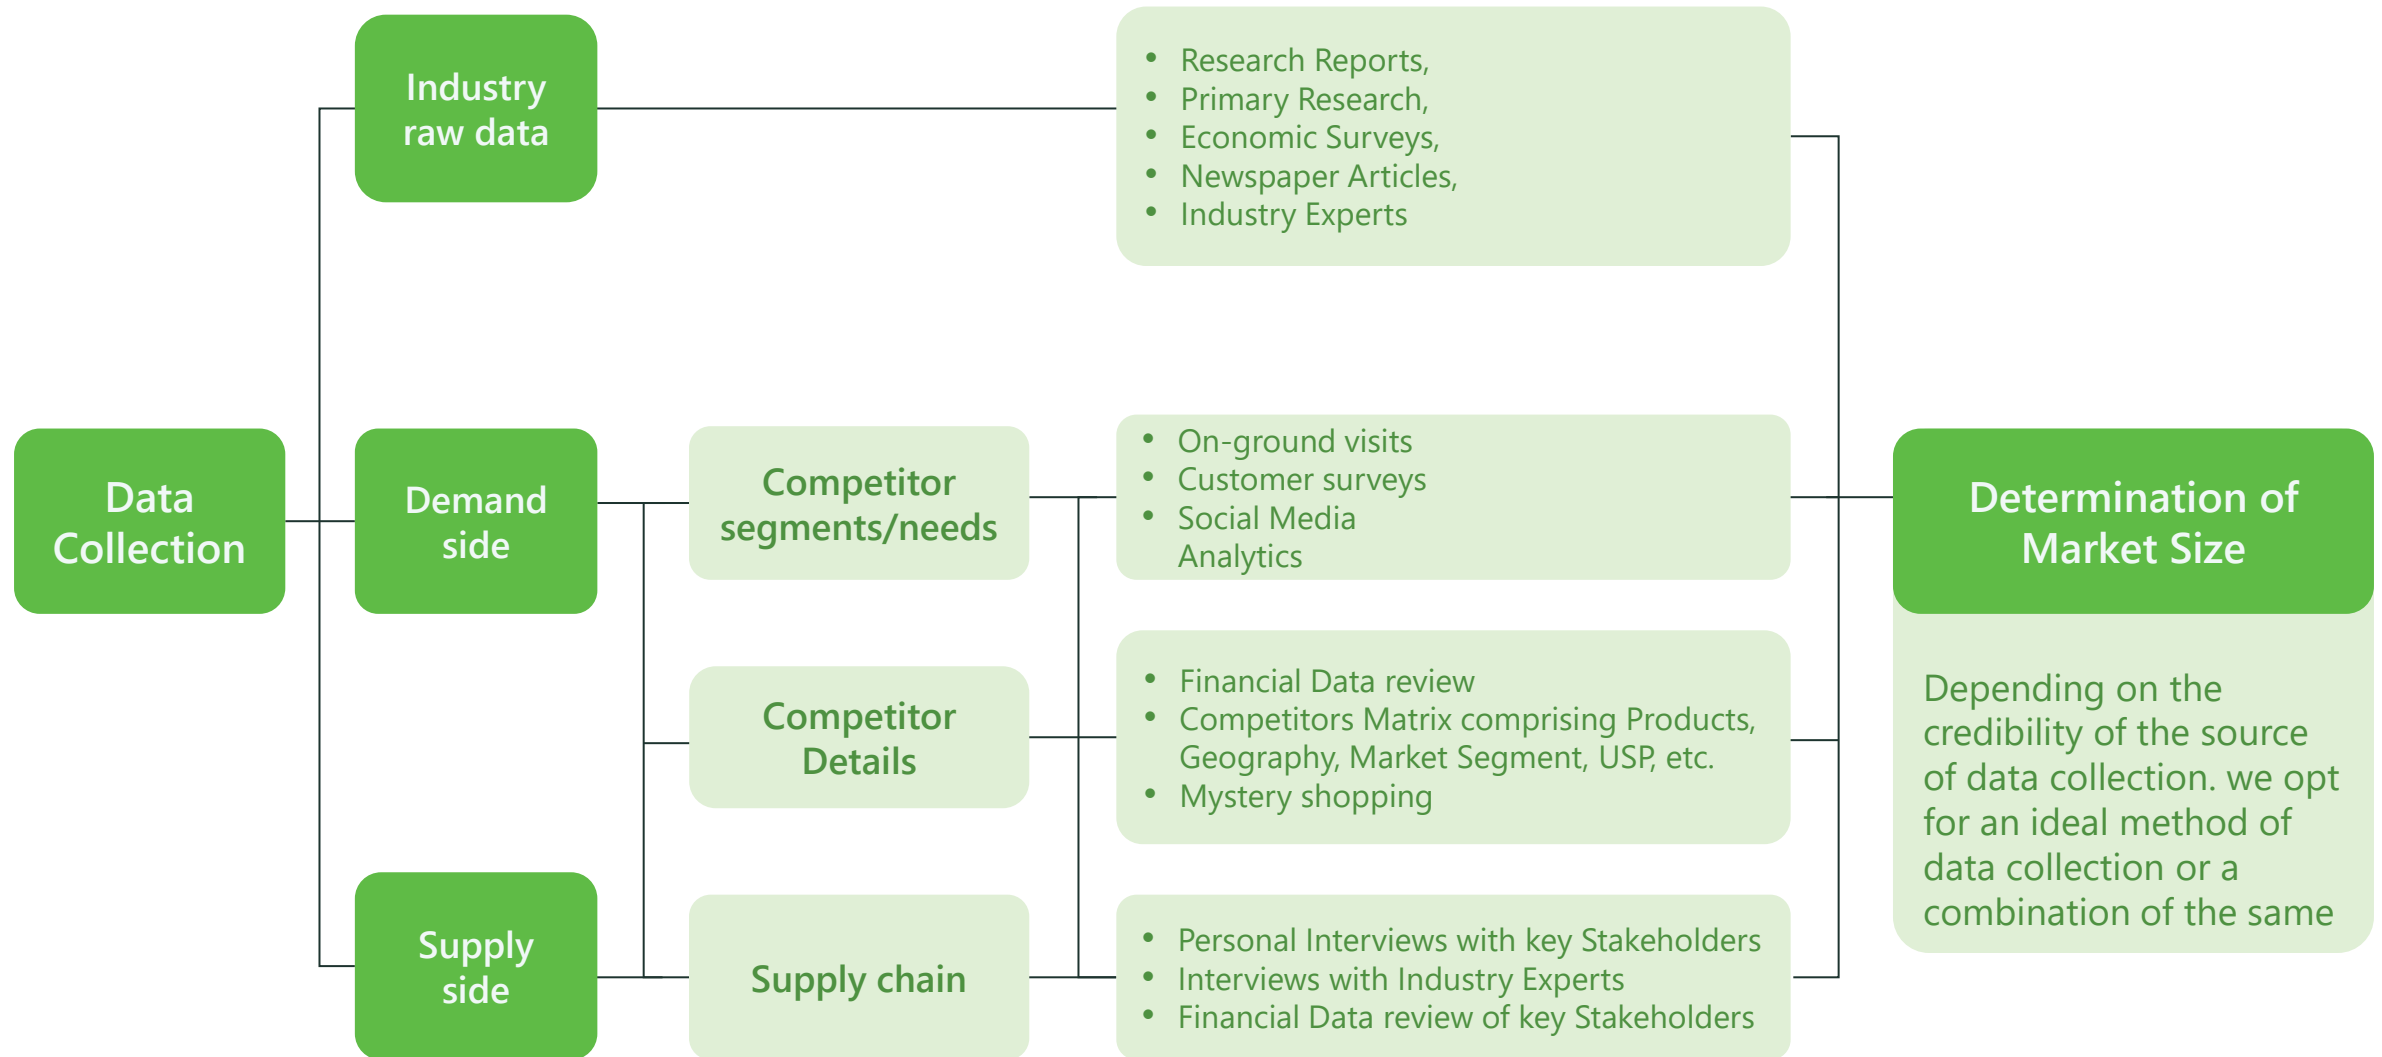 Industry
raw data
• Research Reports,
• Primary Research,
• Economic Surveys,
• Newspaper Articles,
• Industry Experts
Data
Collection
Demand
side
Competitor
segments/needs
• On-ground visits
• Customer surveys
• Social Media
Analytics
Determination of
Market Size
Depending on the
credibility of the source
of data collection. we opt
for an ideal method of
data collection or a
combination of the same
Competitor
Details
• Financial Data review
• Competitors Matrix comprising Products,
Geography, Market Segment, USP, etc.
• Mystery shopping
Supply
side
Supply chain
• Personal Interviews with key Stakeholders
• Interviews with Industry Experts
• Financial Data review of key Stakeholders